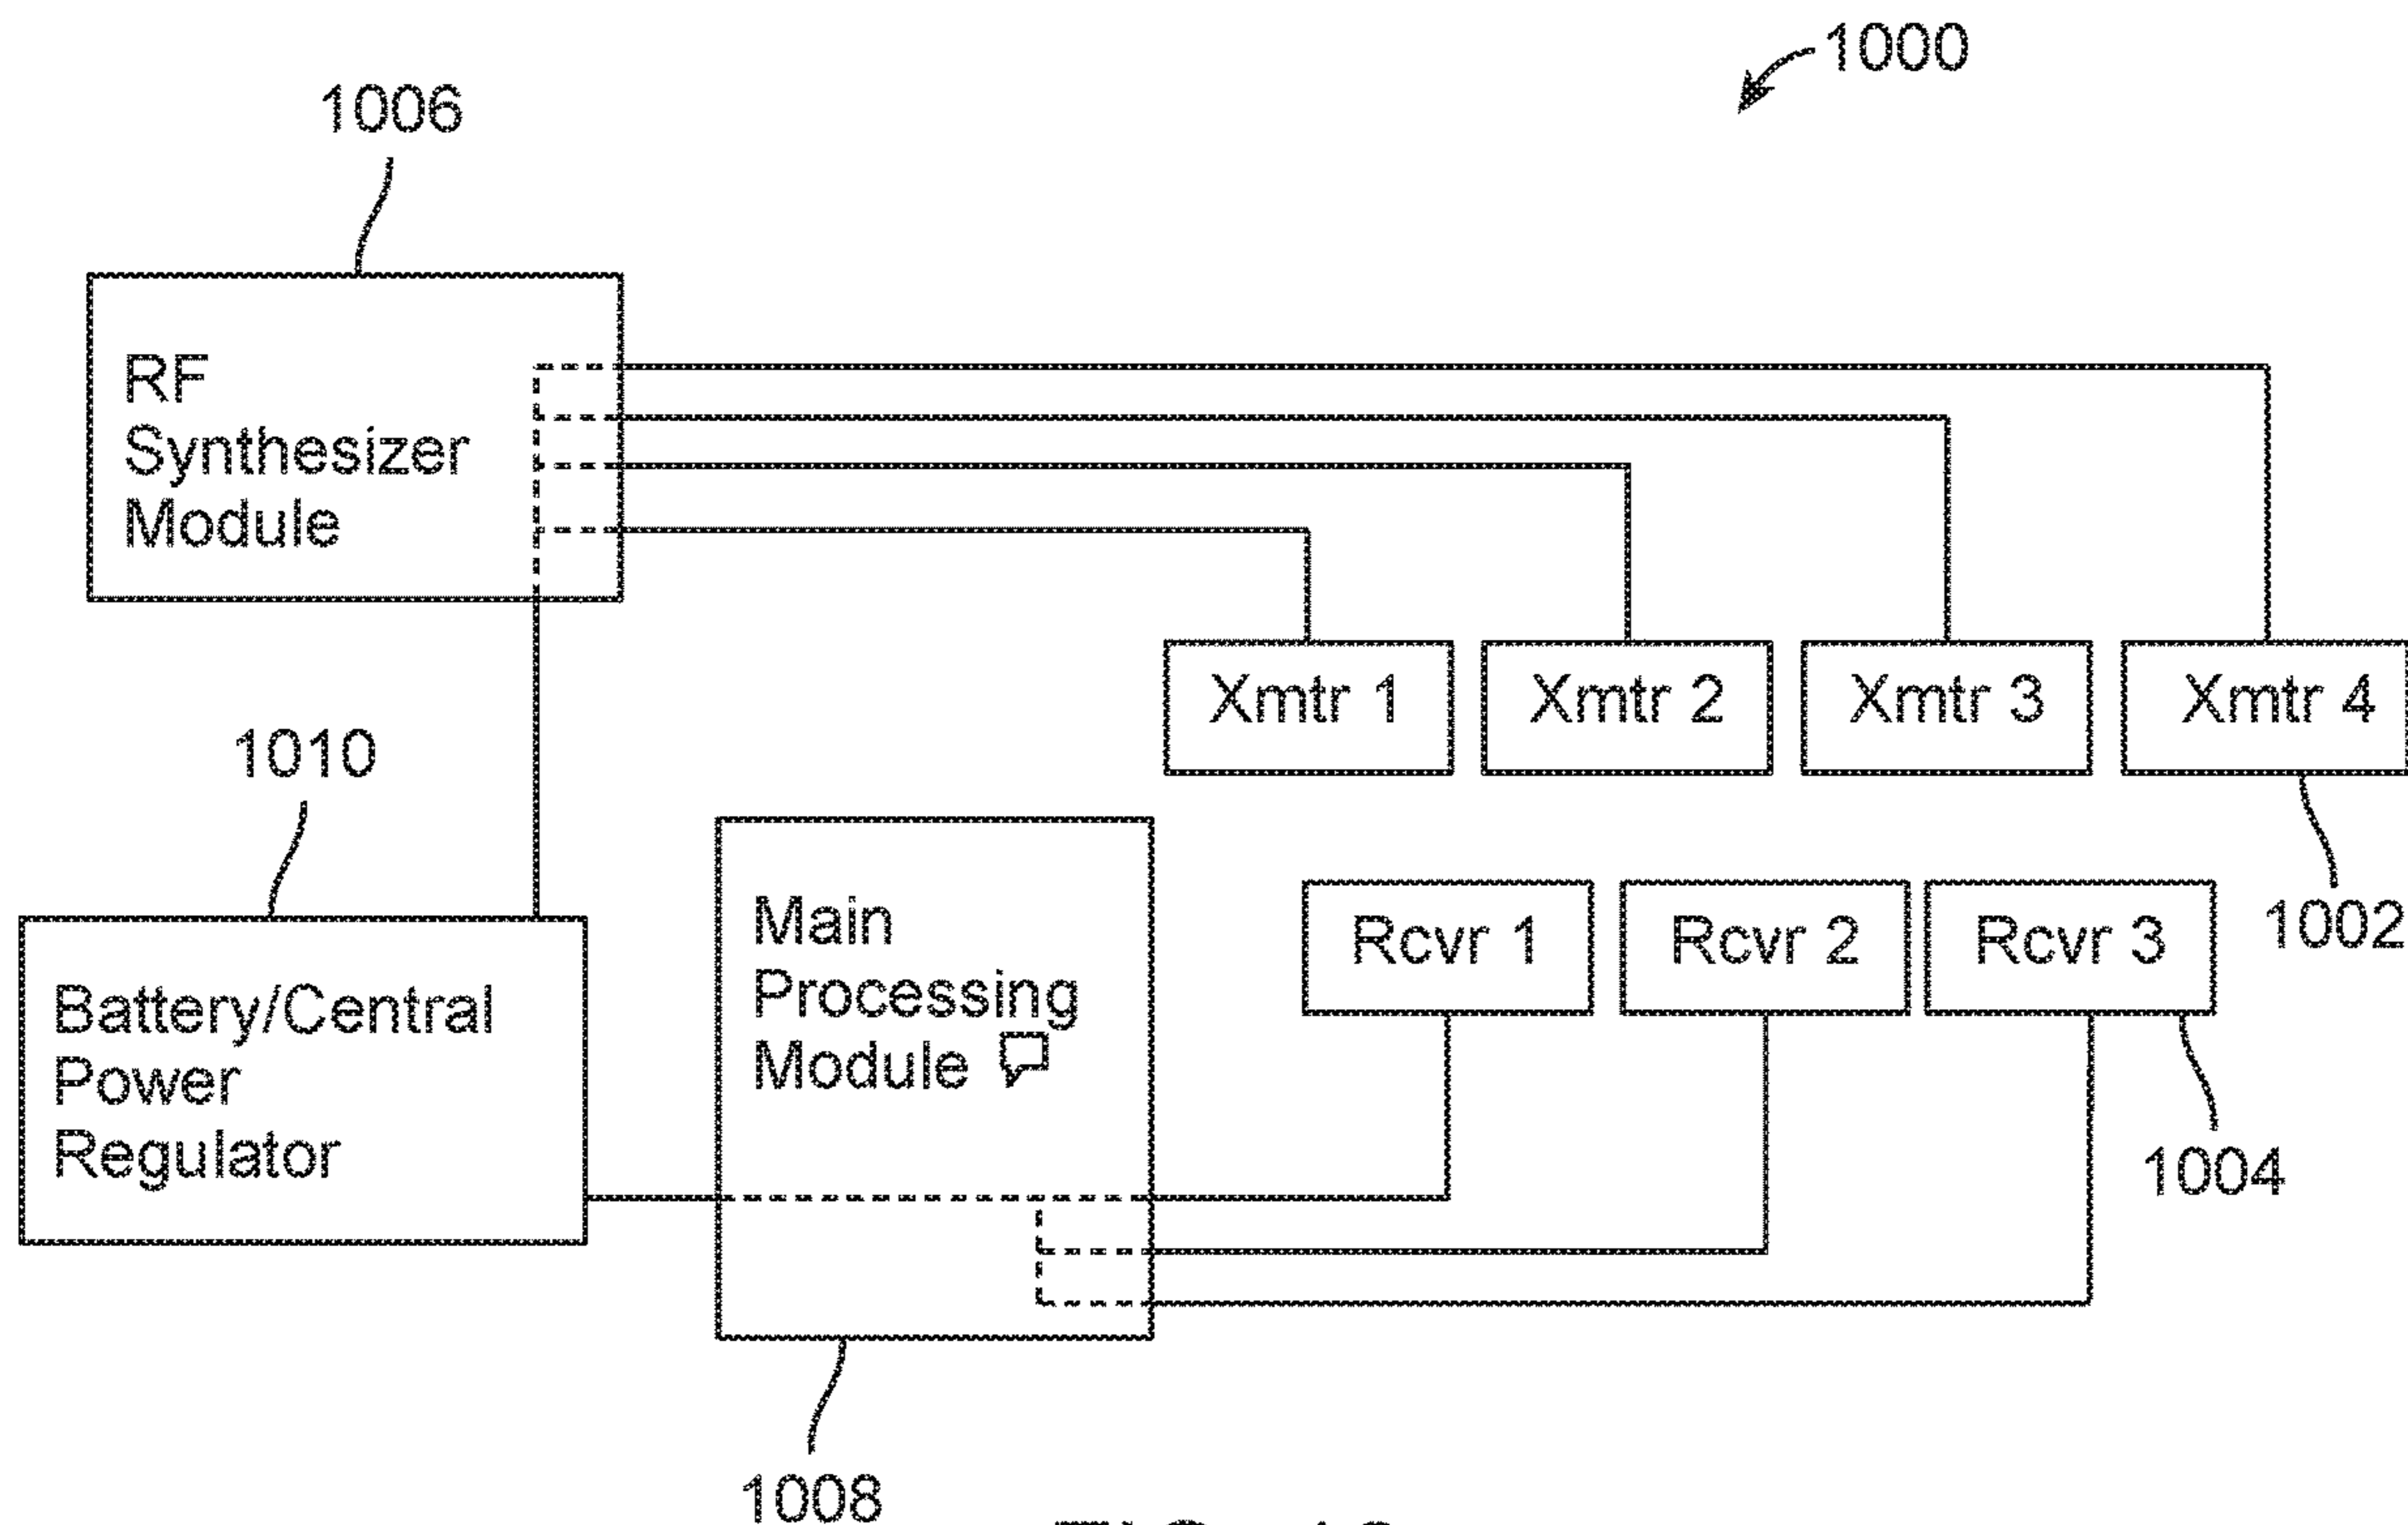 1000
1006
RF
Synthesizer
Module
Xmtr 1
Xmtr 2
Xmtr 3
Xmtr 4
1010
1002
Battery/Central
Power
Regulator
Main
Processing
Module
Rcvr 1
Rcvr 2
Rcvr 3
1004
1008